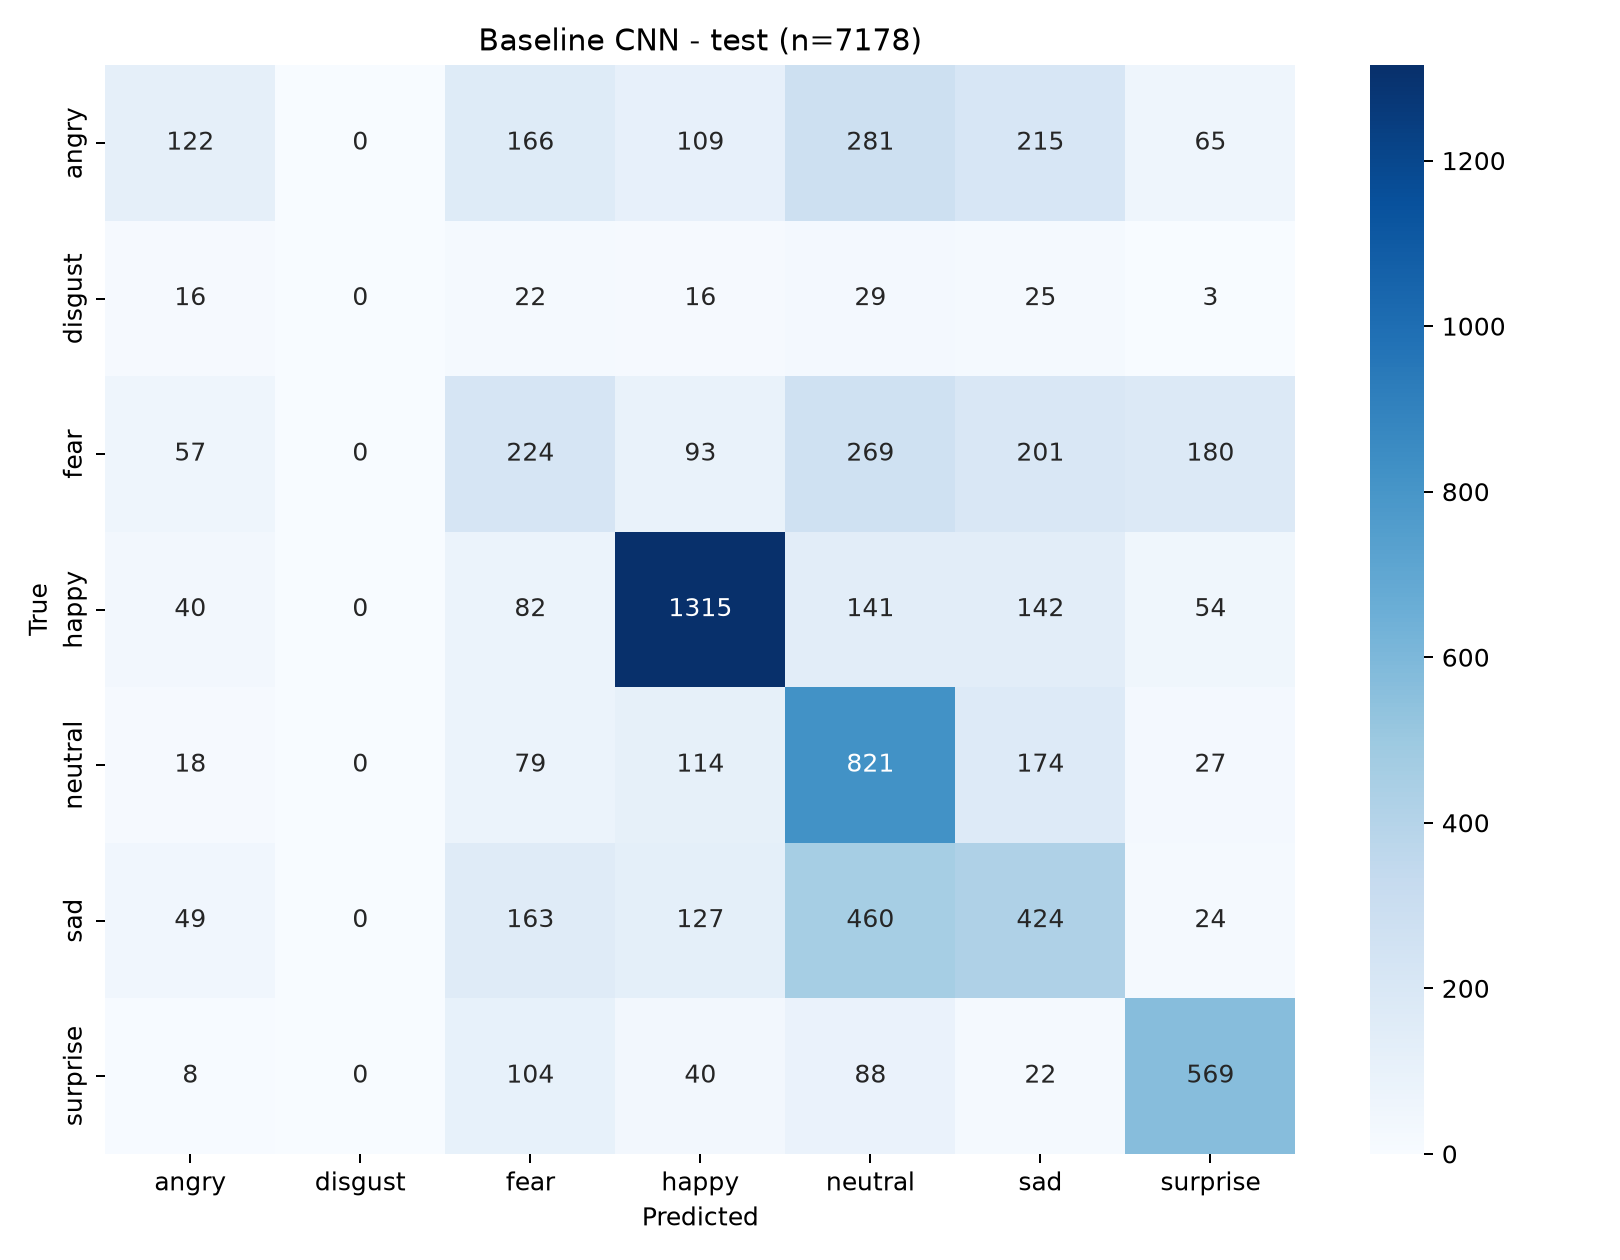 Baseline CNN - test (n=7178)
True
angry 122 0 166 109 281 215 65
disgust 16 0 22 16 29 25 3
fear 57 0 224 93 269 201 180
happy 40 0 82 1315 141 142 54
neutral 18 0 79 114 821 174 27
sad 49 0 163 127 460 424 24
surprise 8 0 104 40 88 22 569
angry disgust fear happy neutral sad surprise
Predicted
1200
1000
800
600
400
200
0